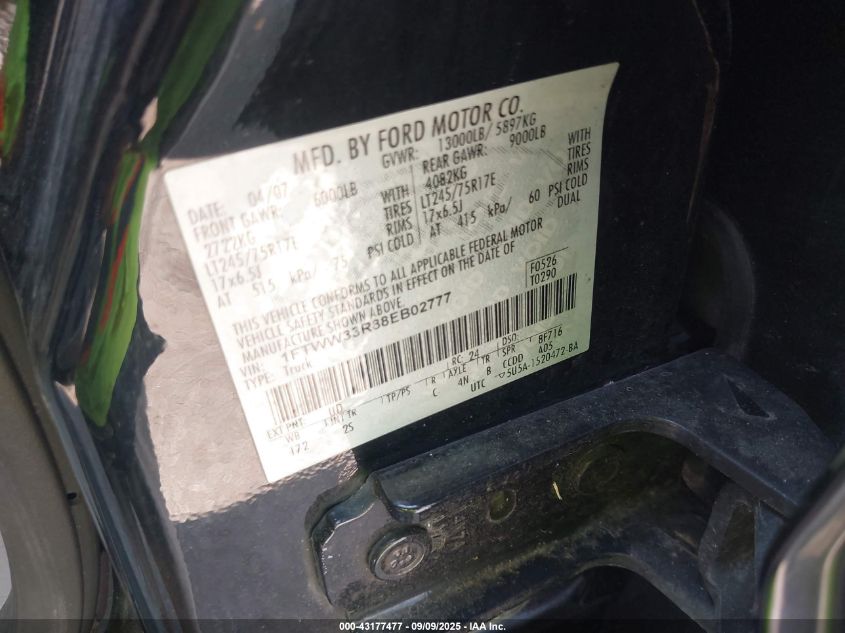 MFD. BY FORD MOTOR CO.
DATE: 04/07 GVWR: 13000LB/ 5897KG
FRONT GAWR: 6000LB REAR GAWR: 9000LB
2722KG WITH 4082KG WITH
LT245/75R17E TIRES LT245/75R17E TIRES
17x6.5J RIMS 17x6.5J RIMS
AT 515 kPa/ 75 PSI COLD AT 415 kPa/ 60 PSI COLD
DUAL
THIS VEHICLE CONFORMS TO ALL APPLICABLE FEDERAL MOTOR
VEHICLE SAFETY STANDARDS IN EFFECT ON THE DATE OF
MANUFACTURE SHOWN ABOVE.
VIN: 1FTWW33R38EB02777
TYPE: Truck
F0526
T0290
EXT PNT: UD RC: 24 DSO:
WB INT TR TP/PS R AXLE TR SPR BF716
172 2S C 4N B CCDD A05
UTC 5U5A-1520472-BA
000-43177477 - 09/09/2025 - IAA Inc.